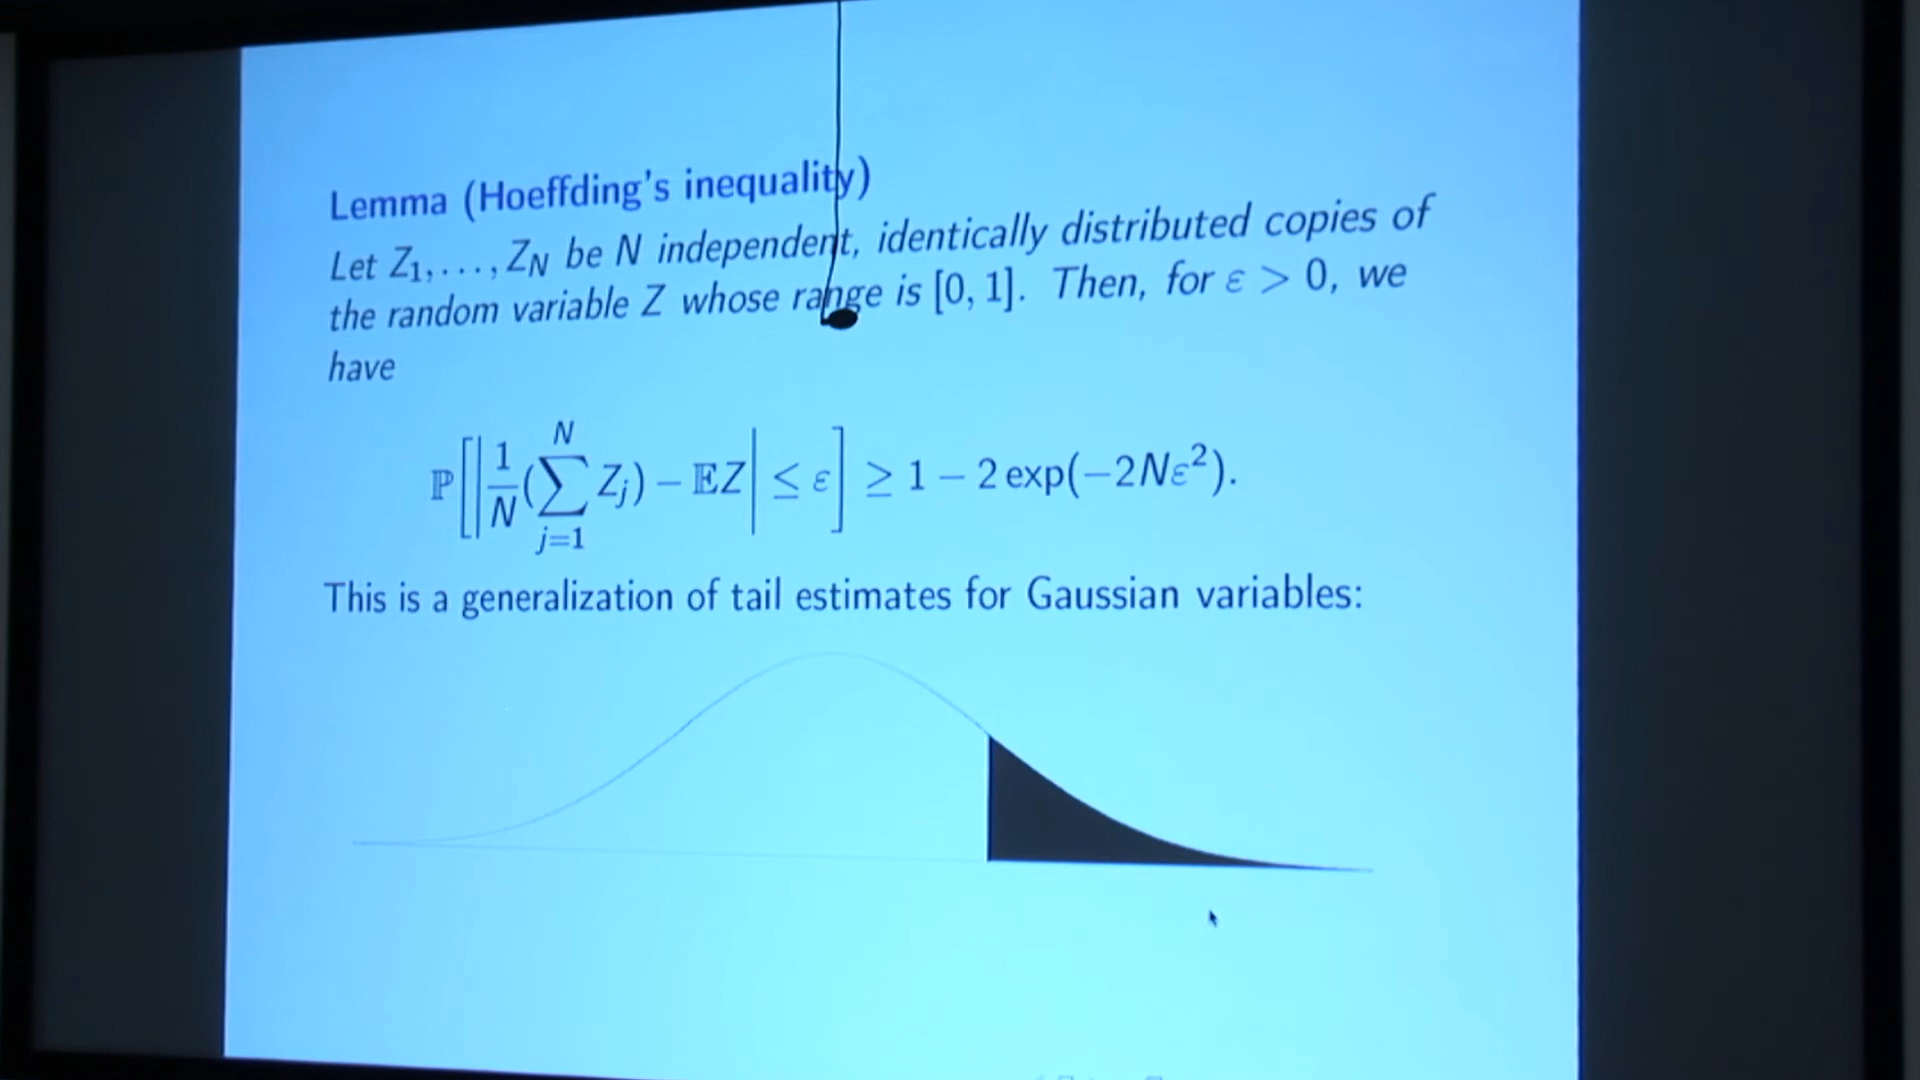 Lemma (Hoeffding's inequality)
Let Z₁, . . . , Z_N be N independent, identically distributed copies of
the random variable Z whose range is [0, 1]. Then, for ε > 0, we
have
ℙ[|1/N (∑_{j=1}^{N} Z_j) − 𝔼Z| ≤ ε] ≥ 1 − 2 exp(−2Nε²).
This is a generalization of tail estimates for Gaussian variables: